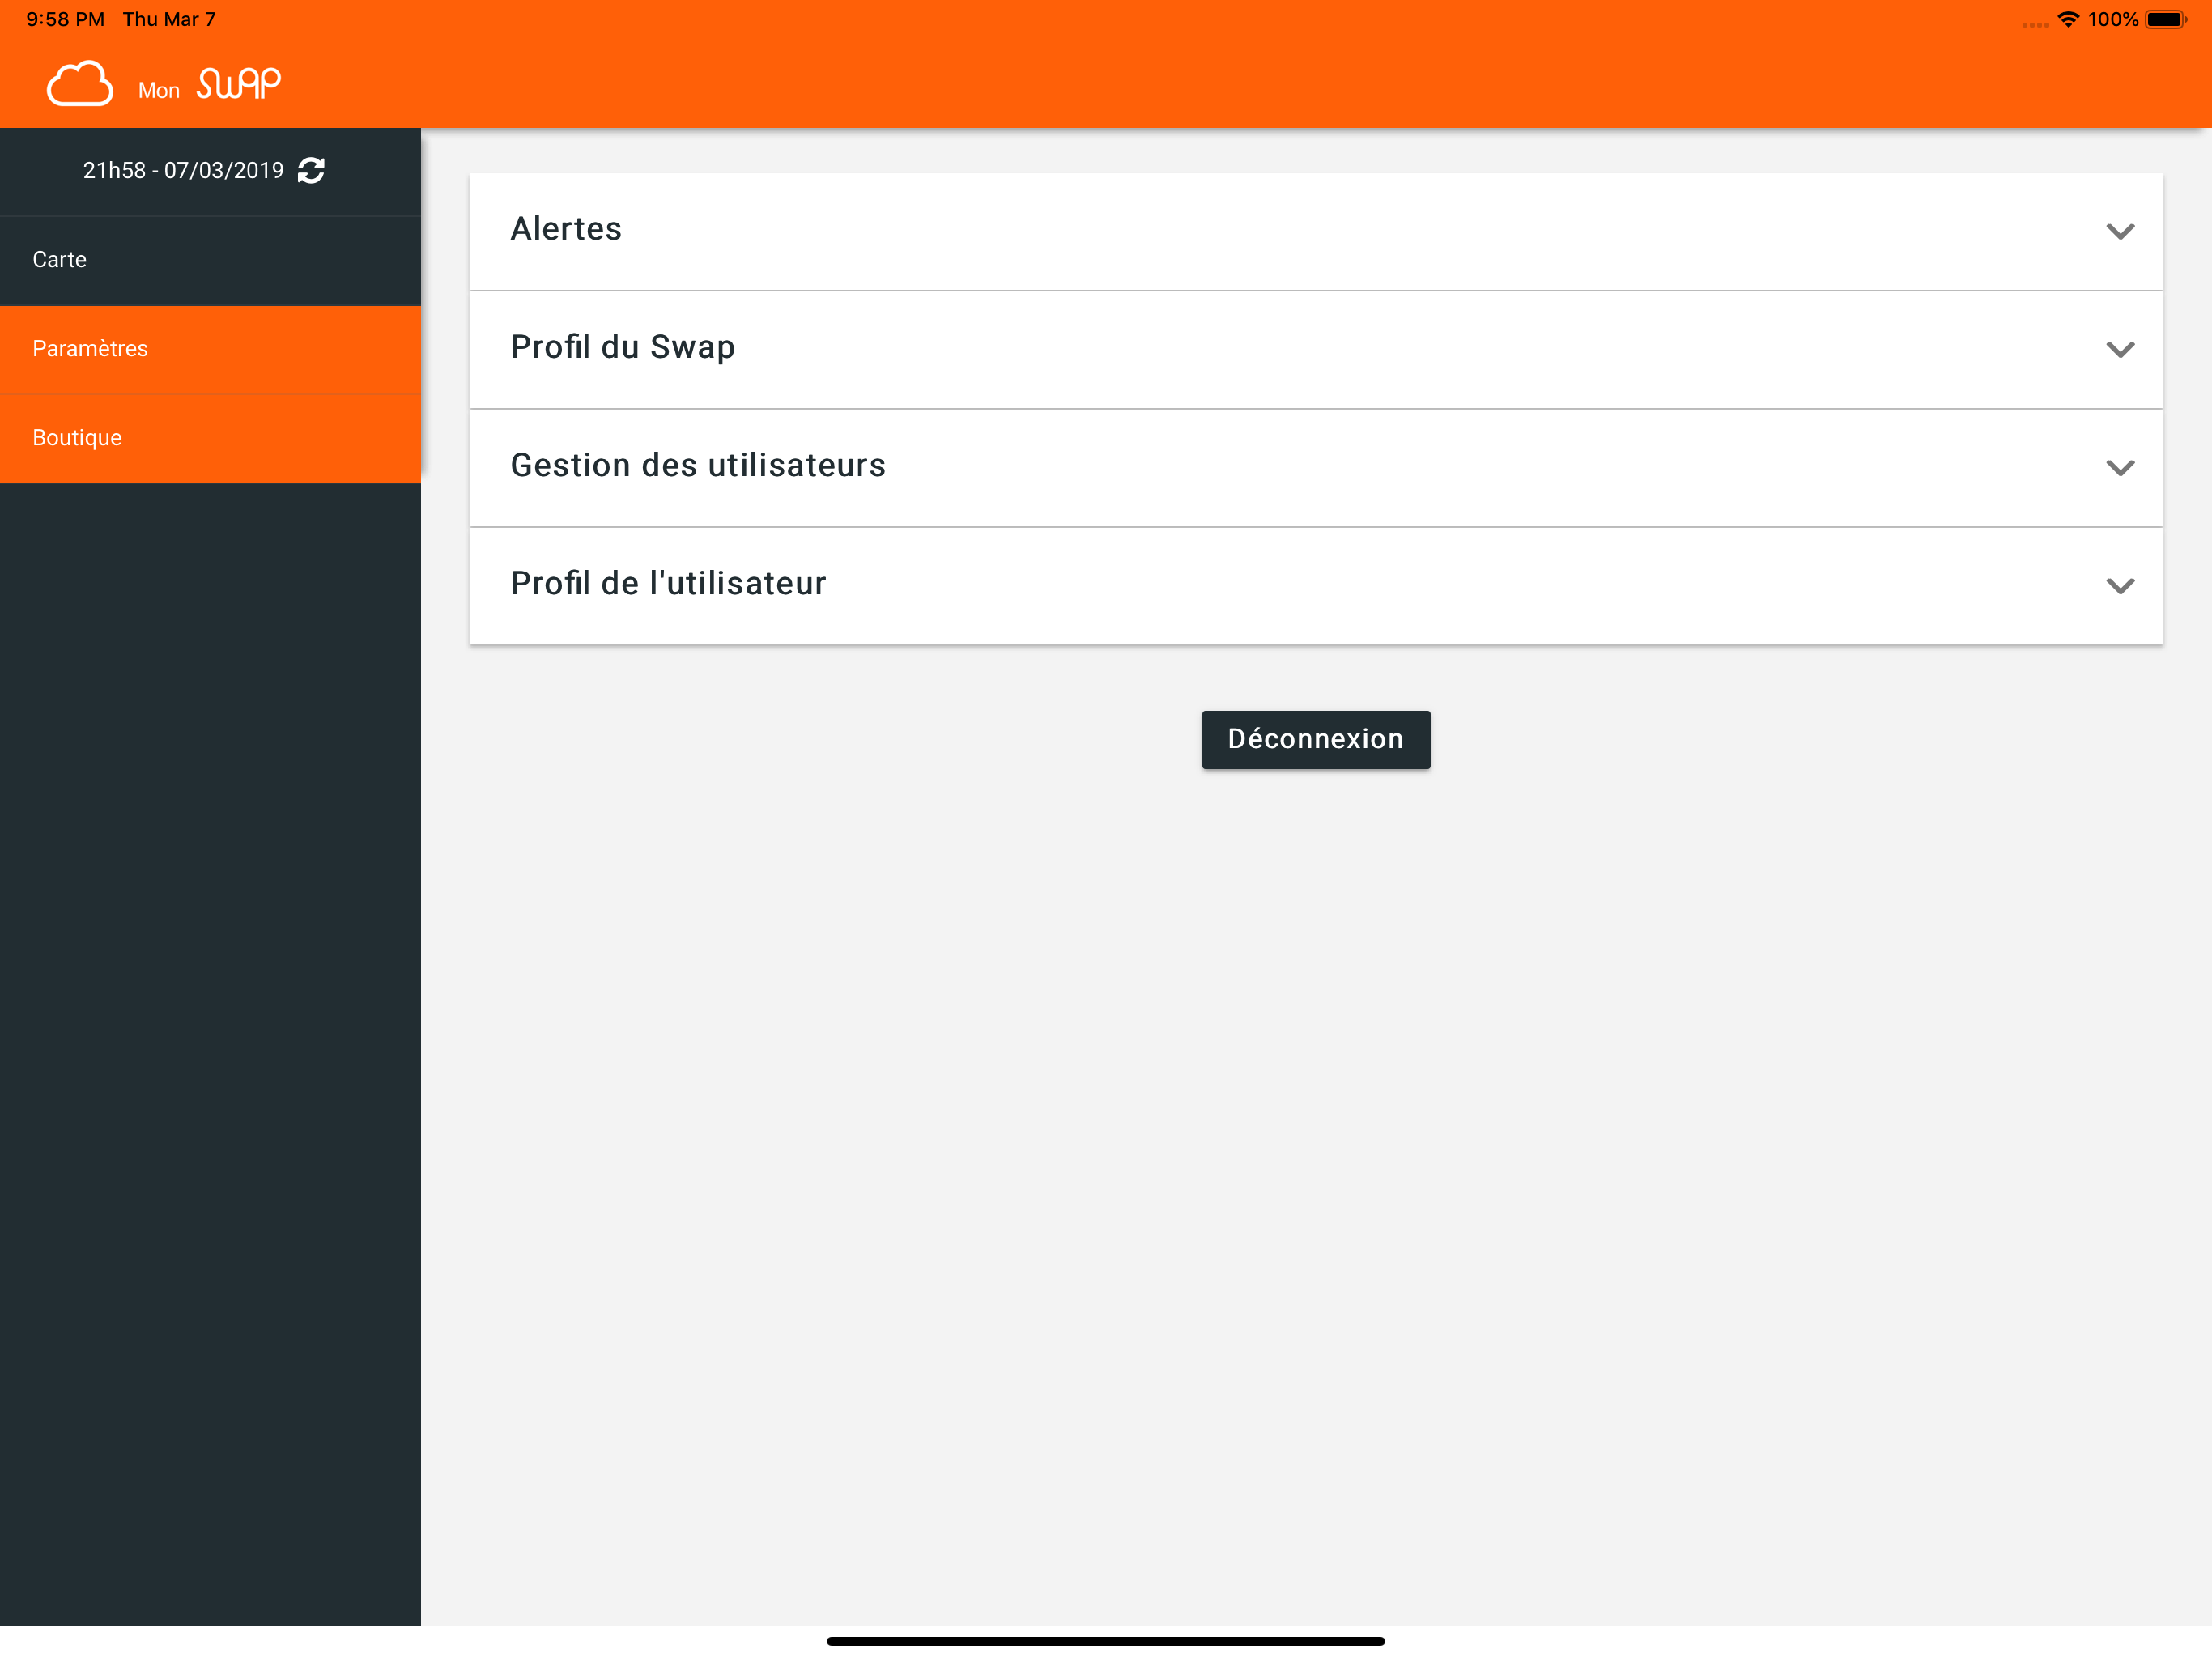 9:58 PM Thu Mar 7
100%
Mon swap
21h58 - 07/03/2019
Carte
Paramètres
Boutique
Alertes
Profil du Swap
Gestion des utilisateurs
Profil de l'utilisateur
Déconnexion